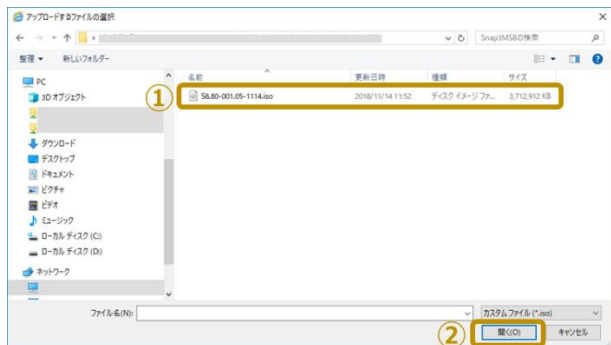 アップロードするファイルの選択
Snap3MSBの検索
整理 新しいフォルダー
名前 更新日時 種類 サイズ
① S8.80-001.05-1114.iso 2018/11/14 11:52 ディスク イメージ ファ... 3,712,912 KB
PC
3D オブジェクト
ダウンロード
デスクトップ
ドキュメント
ピクチャ
ビデオ
ミュージック
ローカル ディスク (C:)
ローカル ディスク (D:)
ネットワーク
ファイル名(N): カスタム ファイル (*.iso)
② 開く(O) キャンセル